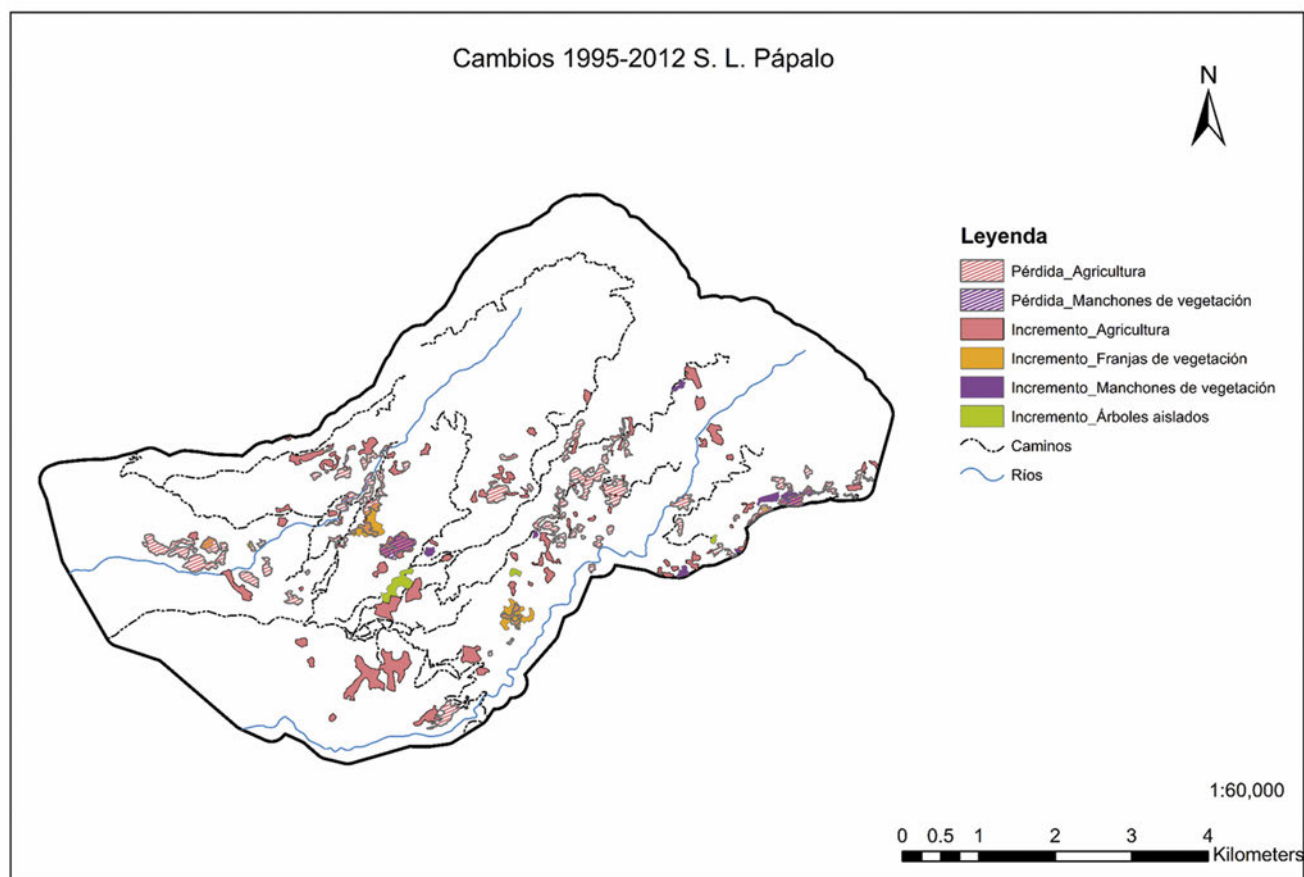 Cambios 1995-2012 S. L. Pápalo
N
Leyenda
Pérdida_Agricultura
Pérdida_Manchones de vegetación
Incremento_Agricultura
Incremento_Franjas de vegetación
Incremento_Manchones de vegetación
Incremento_Árboles aislados
Caminos
Ríos
1:60,000
0 0.5 1 2 3 4
Kilometers